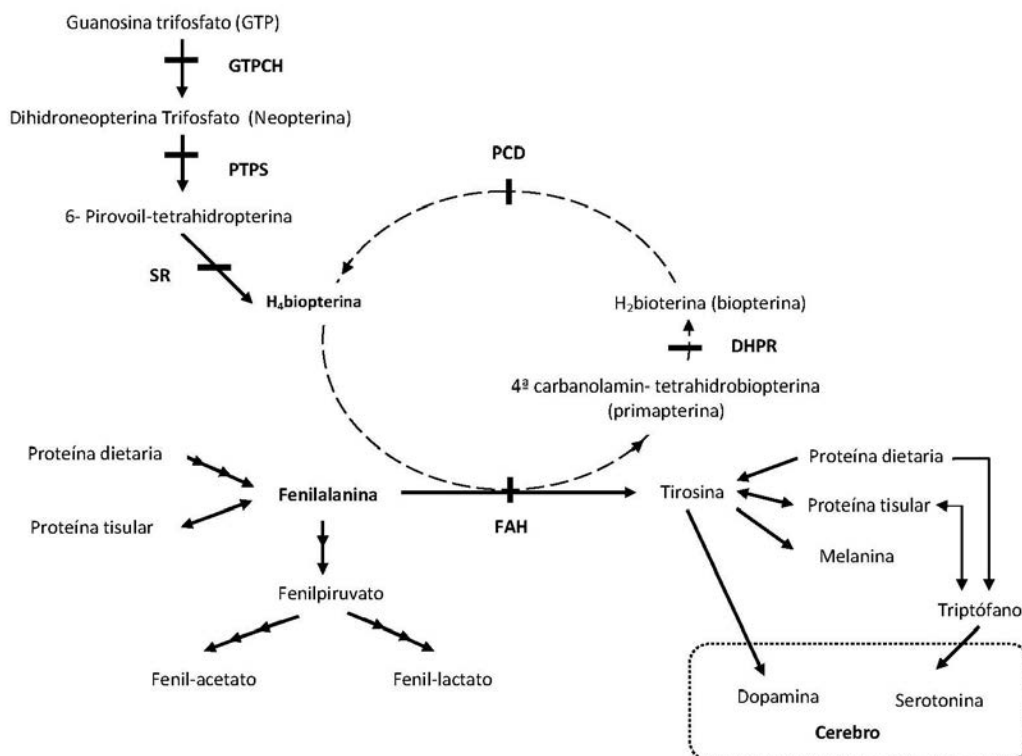 Guanosina trifosfato (GTP)
GTPCH
Dihidroneopterina Trifosfato (Neopterina)
PTPS
6- Pirovoil-tetrahidropterina
SR
H₄biopterina
PCD
H₂bioterina (biopterina)
DHPR
4ª carbanolamin- tetrahidrobiopterina
(primapterina)
Proteína dietaria
Proteína tisular
Fenilalanina
FAH
Tirosina
Proteína dietaria
Proteína tisular
Melanina
Fenilpiruvato
Fenil-acetato
Fenil-lactato
Triptófano
Dopamina
Serotonina
Cerebro